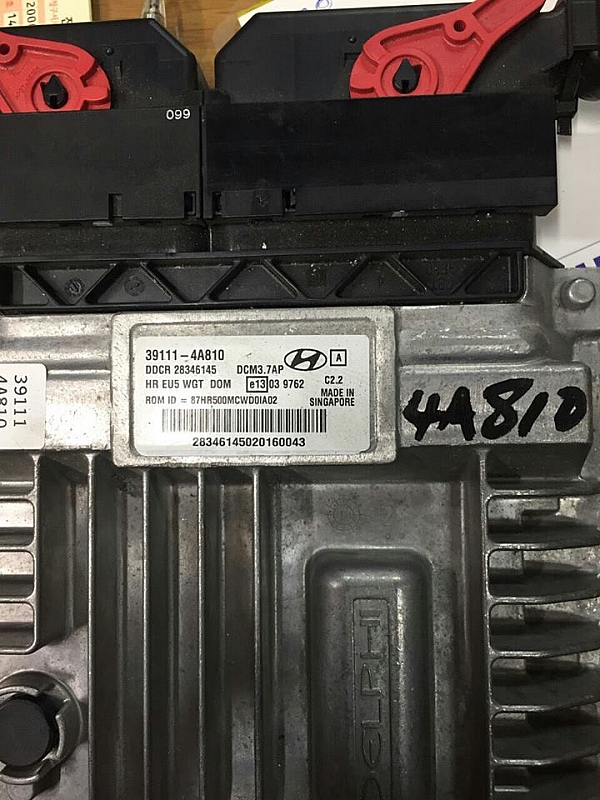 099
39111-4A810
DDCR 28346145 DCM3.7AP A
HR EU5 WGT DOM e13 03 9762 C2.2
ROM ID = 87HR500MCWD0IA02 MADE IN
SINGAPORE
28346145020160043
4A810
39111
4A810
DELPHI